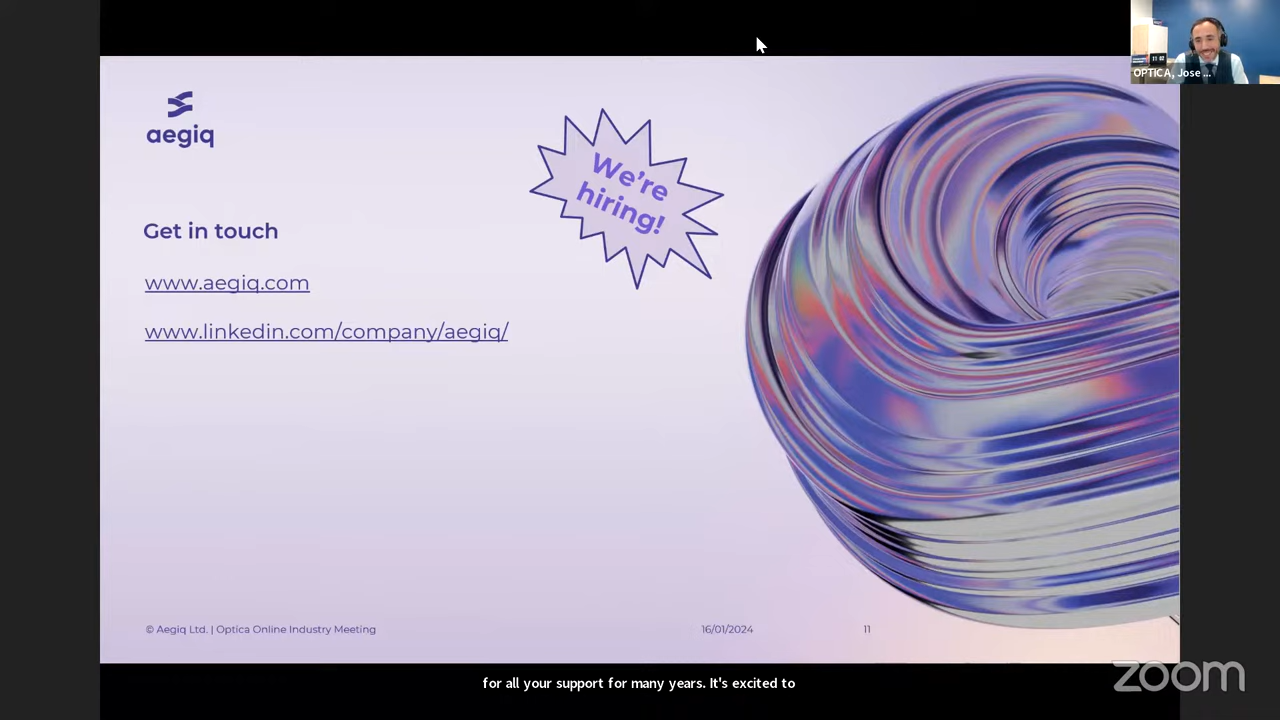 OPTICA, Jose ...
aegiq
We're
hiring!
Get in touch
www.aegiq.com
www.linkedin.com/company/aegiq/
© Aegiq Ltd. | Optica Online Industry Meeting
16/01/2024
11
zoom
for all your support for many years. It's excited to